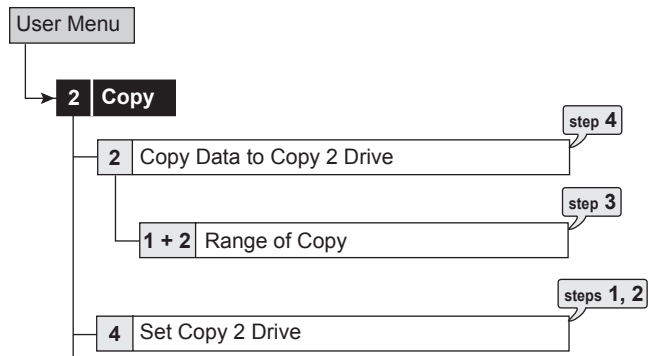 User Menu
2 Copy
step 4
2 Copy Data to Copy 2 Drive
step 3
1 + 2 Range of Copy
steps 1, 2
4 Set Copy 2 Drive